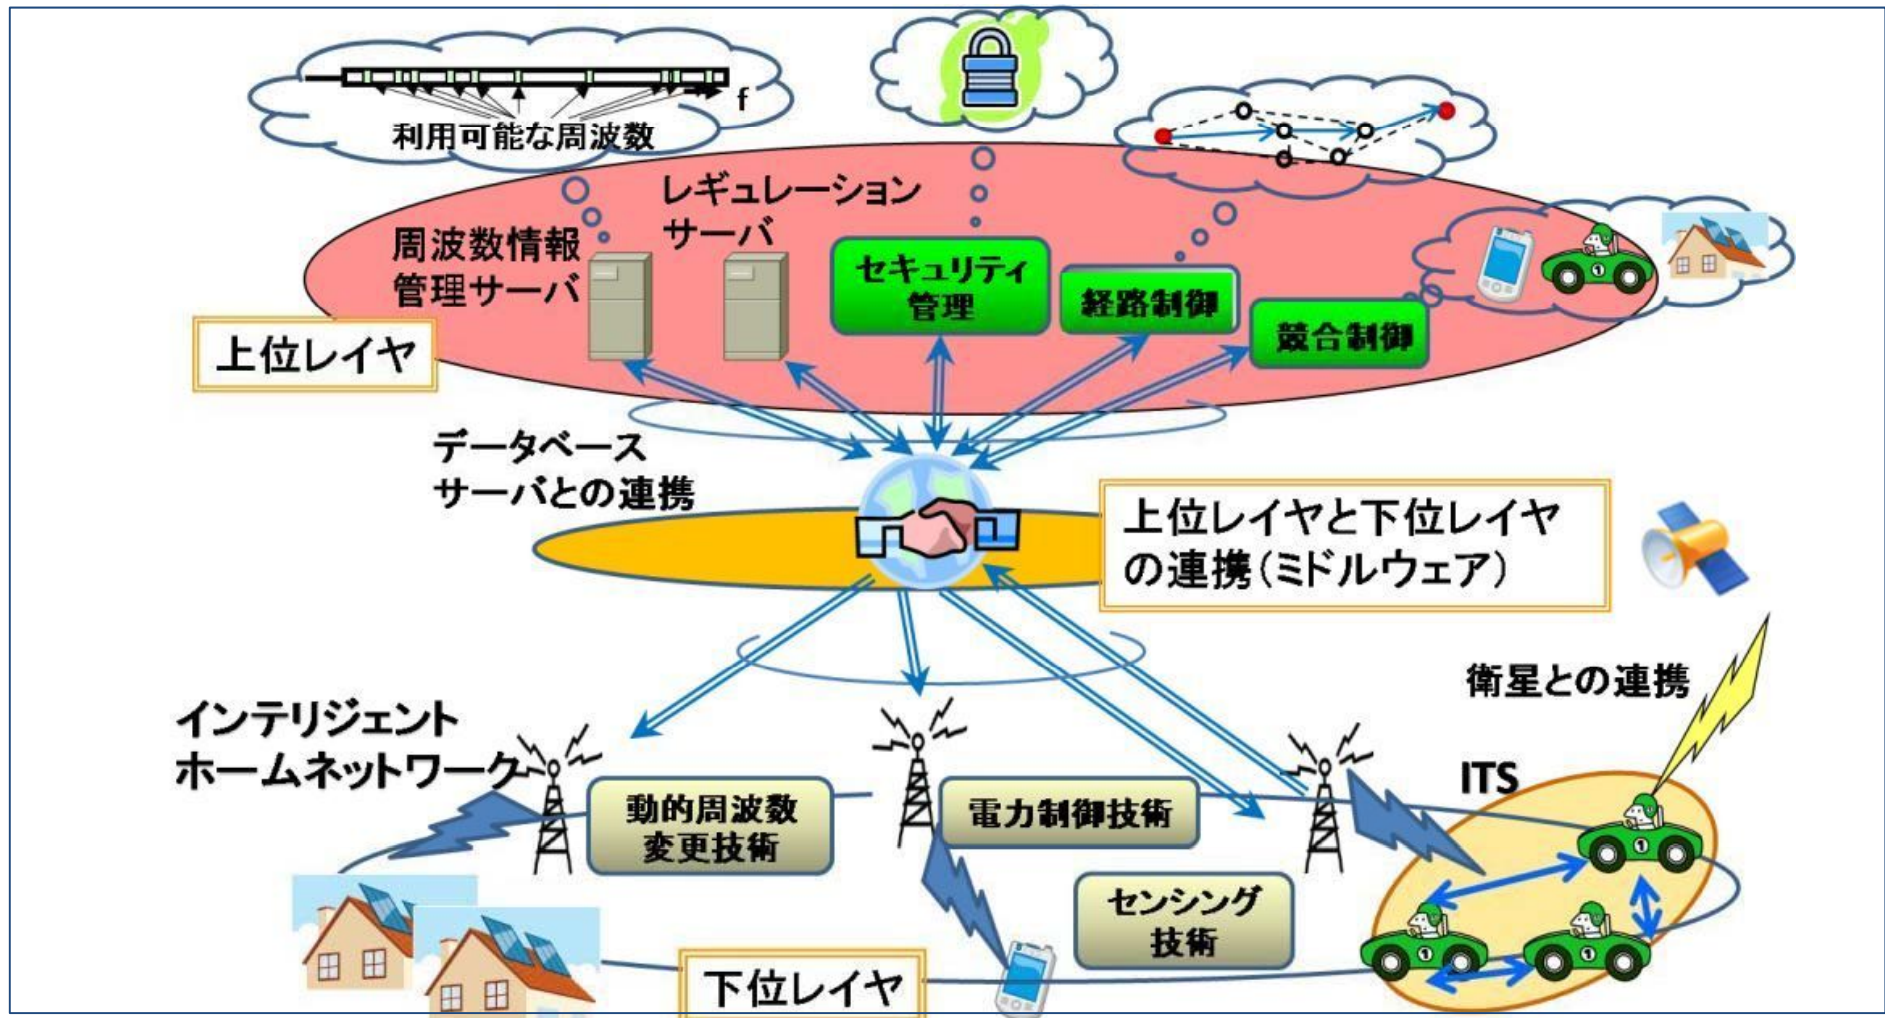 f
利用可能な周波数
レギュレーション
サーバ
周波数情報
管理サーバ
セキュリティ
管理
経路制御
競合制御
1
上位レイヤ
データベース
サーバとの連携
上位レイヤと下位レイヤ
の連携(ミドルウェア)
衛星との連携
インテリジェント
ホームネットワーク
ITS
動的周波数
変更技術
電力制御技術
1
センシング
技術
1
1
下位レイヤ